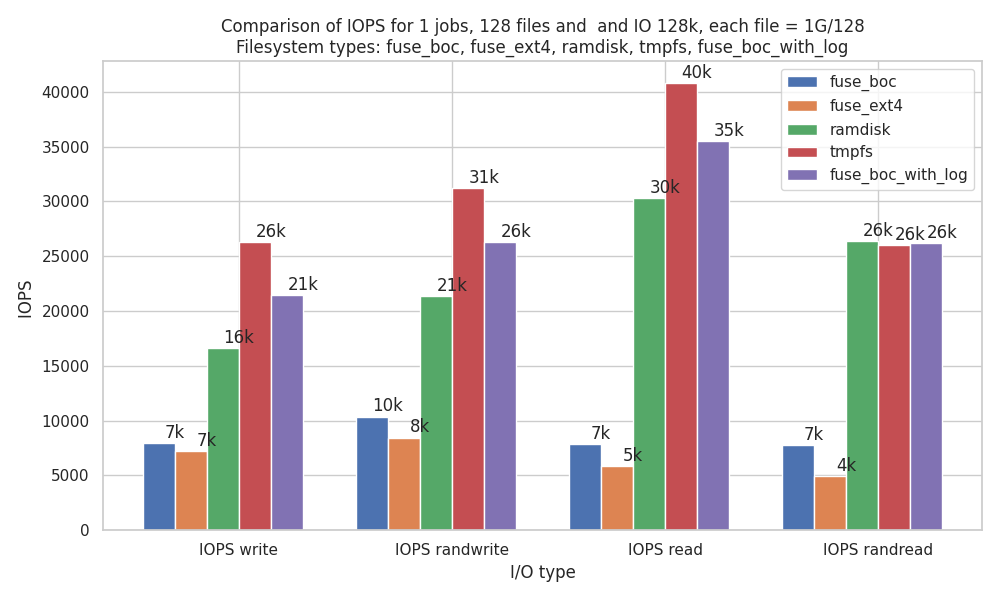 Comparison of IOPS for 1 jobs, 128 files and  and IO 128k, each file = 1G/128
Filesystem types: fuse_boc, fuse_ext4, ramdisk, tmpfs, fuse_boc_with_log
IOPS
40000
35000
30000
25000
20000
15000
10000
5000
0
7k
7k
16k
26k
21k
10k
8k
21k
31k
26k
7k
5k
30k
40k
35k
7k
4k
26k
26k
26k
fuse_boc
fuse_ext4
ramdisk
tmpfs
fuse_boc_with_log
IOPS write
IOPS randwrite
IOPS read
IOPS randread
I/O type